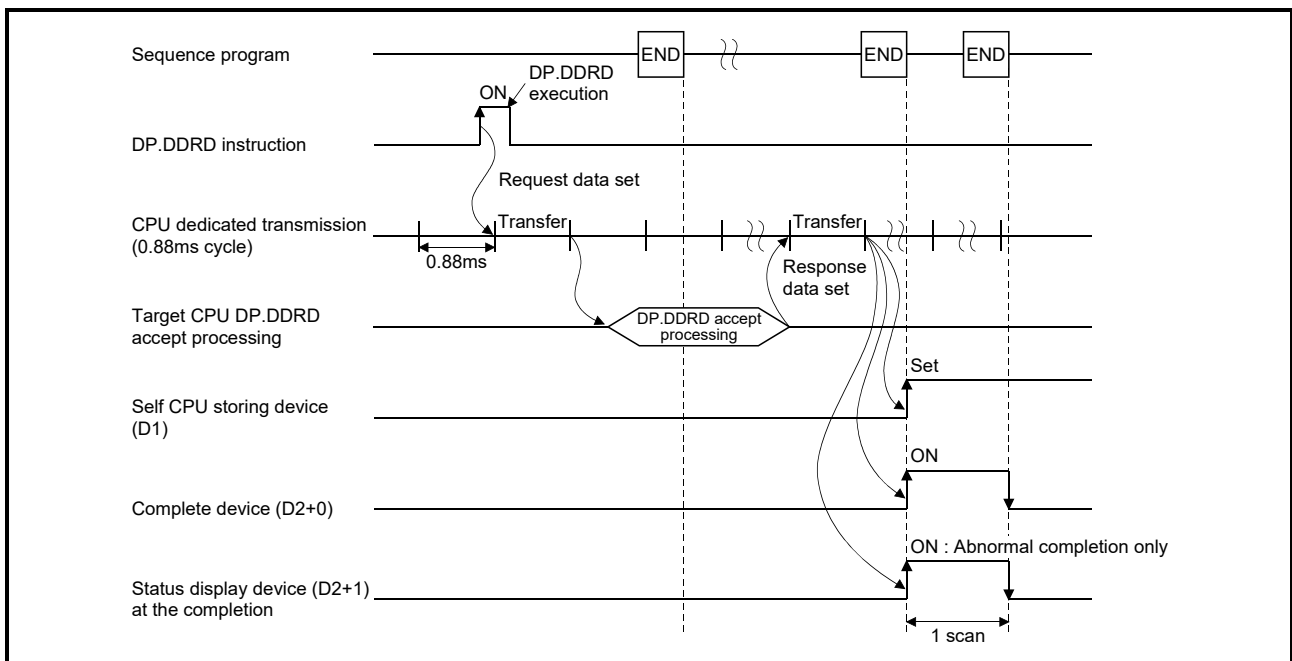 Sequence program
END
END
END
DP.DDRD
execution
ON
DP.DDRD instruction
Request data set
CPU dedicated transmission
(0.88ms cycle)
Transfer
Transfer
0.88ms
Response
data set
Target CPU DP.DDRD
accept processing
DP.DDRD accept
processing
Set
Self CPU storing device
(D1)
ON
Complete device (D2+0)
ON : Abnormal completion only
Status display device (D2+1)
at the completion
1 scan